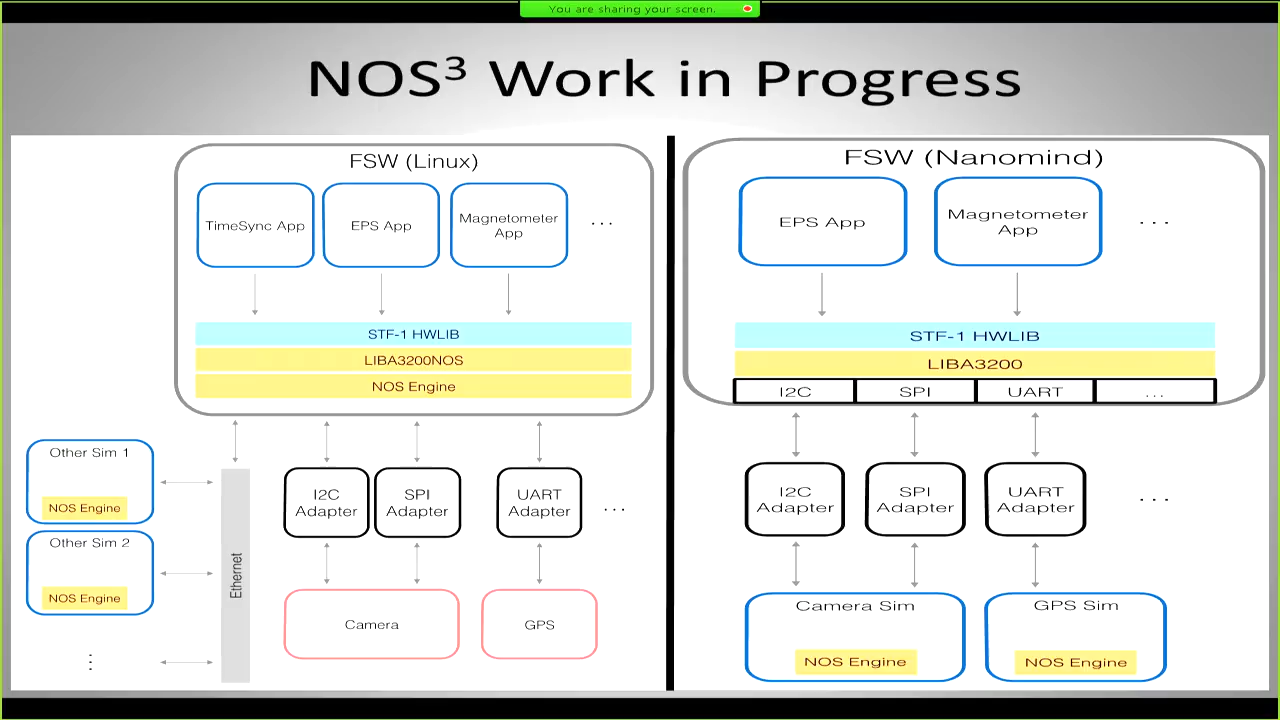 You are sharing your screen.
NOS³ Work in Progress
FSW (Linux)
TimeSync App
EPS App
Magnetometer
App
...
STF-1 HWLIB
LIBA3200NOS
NOS Engine
Other Sim 1
NOS Engine
Other Sim 2
NOS Engine
...
Ethernet
I2C
Adapter
SPI
Adapter
UART
Adapter
...
Camera
GPS
FSW (Nanomind)
EPS App
Magnetometer
App
...
STF-1 HWLIB
LIBA3200
I2C
SPI
UART
...
I2C
Adapter
SPI
Adapter
UART
Adapter
...
Camera Sim
NOS Engine
GPS Sim
NOS Engine